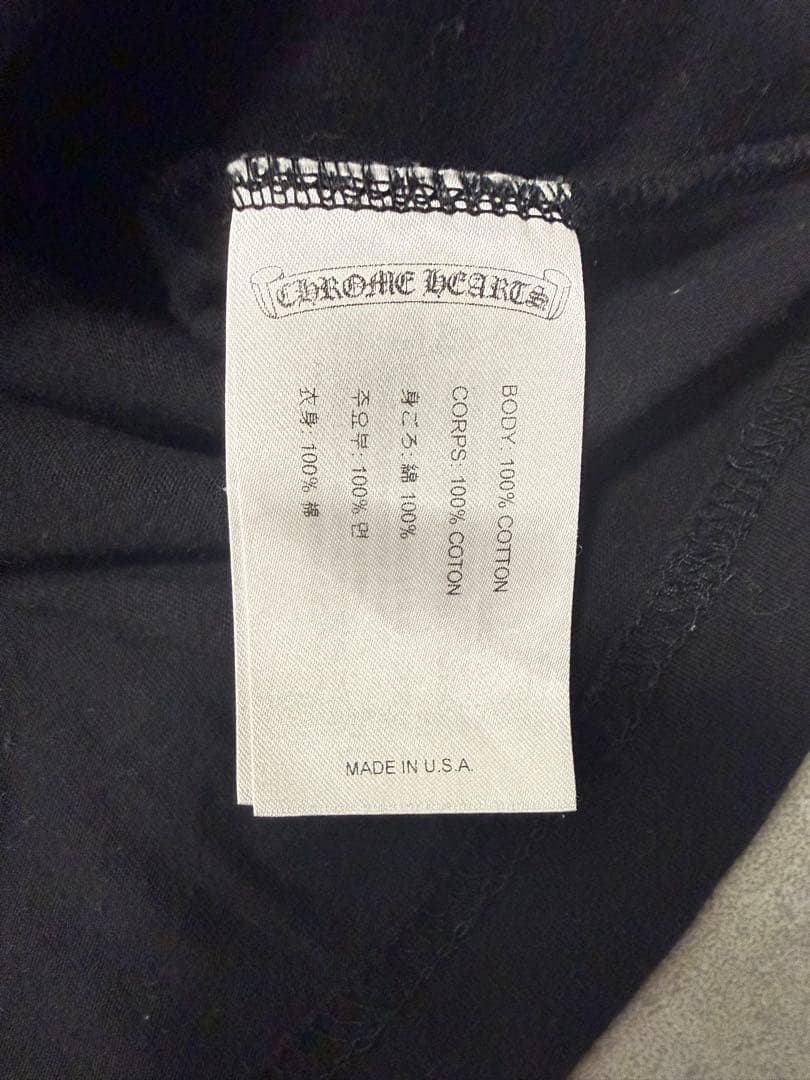 CHROME HEARTS
BODY: 100% COTTON
CORPS: 100% COTON
身ごろ: 綿 100%
주요부: 100% 면
衣身: 100% 棉
MADE IN U.S.A.